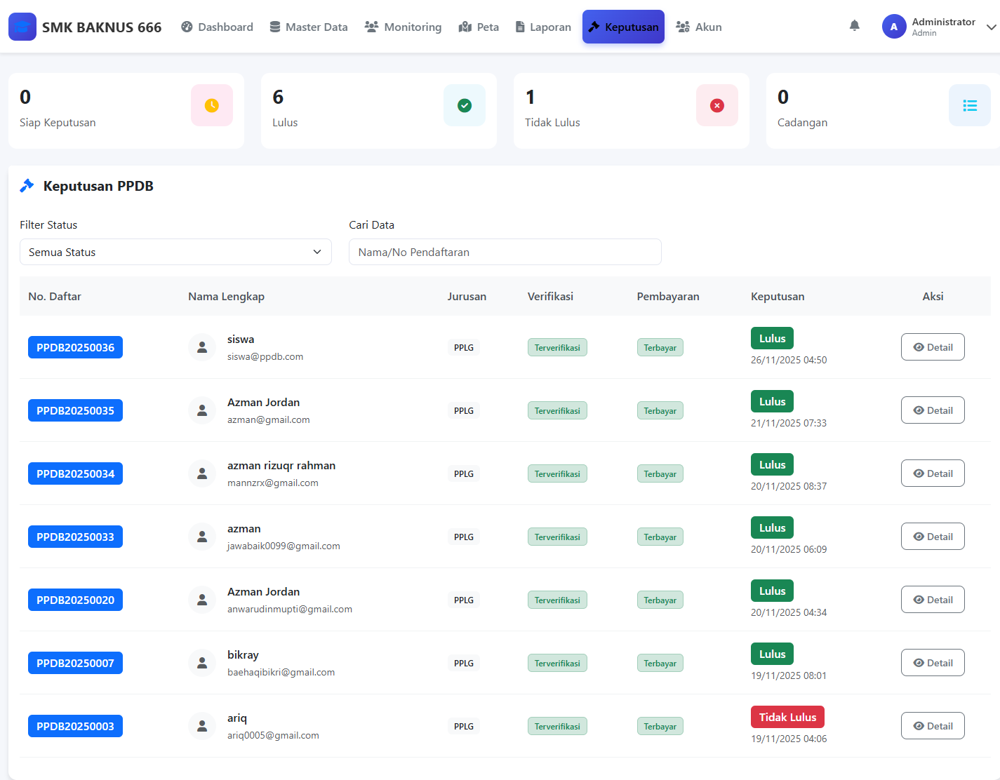 SMK BAKNUS 666
Dashboard
Master Data
Monitoring
Peta
Laporan
Keputusan
Akun
A
Administrator
Admin
0
Siap Keputusan
6
Lulus
1
Tidak Lulus
0
Cadangan
Keputusan PPDB
Filter Status
Cari Data
Semua Status
Nama/No Pendaftaran
No. Daftar Nama Lengkap Jurusan Verifikasi Pembayaran Keputusan Aksi
PPDB20250036
siswa
siswa@ppdb.com
PPLG
Terverifikasi
Terbayar
Lulus
26/11/2025 04:50
Detail
PPDB20250035
Azman Jordan
azman@gmail.com
PPLG
Terverifikasi
Terbayar
Lulus
21/11/2025 07:33
Detail
PPDB20250034
azman rizuqr rahman
mannzrx@gmail.com
PPLG
Terverifikasi
Terbayar
Lulus
20/11/2025 08:37
Detail
PPDB20250033
azman
jawabaik0099@gmail.com
PPLG
Terverifikasi
Terbayar
Lulus
20/11/2025 06:09
Detail
PPDB20250020
Azman Jordan
anwarudinmupti@gmail.com
PPLG
Terverifikasi
Terbayar
Lulus
20/11/2025 04:34
Detail
PPDB20250007
bikray
baehaqibikri@gmail.com
PPLG
Terverifikasi
Terbayar
Lulus
19/11/2025 08:01
Detail
PPDB20250003
ariq
ariq0005@gmail.com
PPLG
Terverifikasi
Terbayar
Tidak Lulus
19/11/2025 04:06
Detail